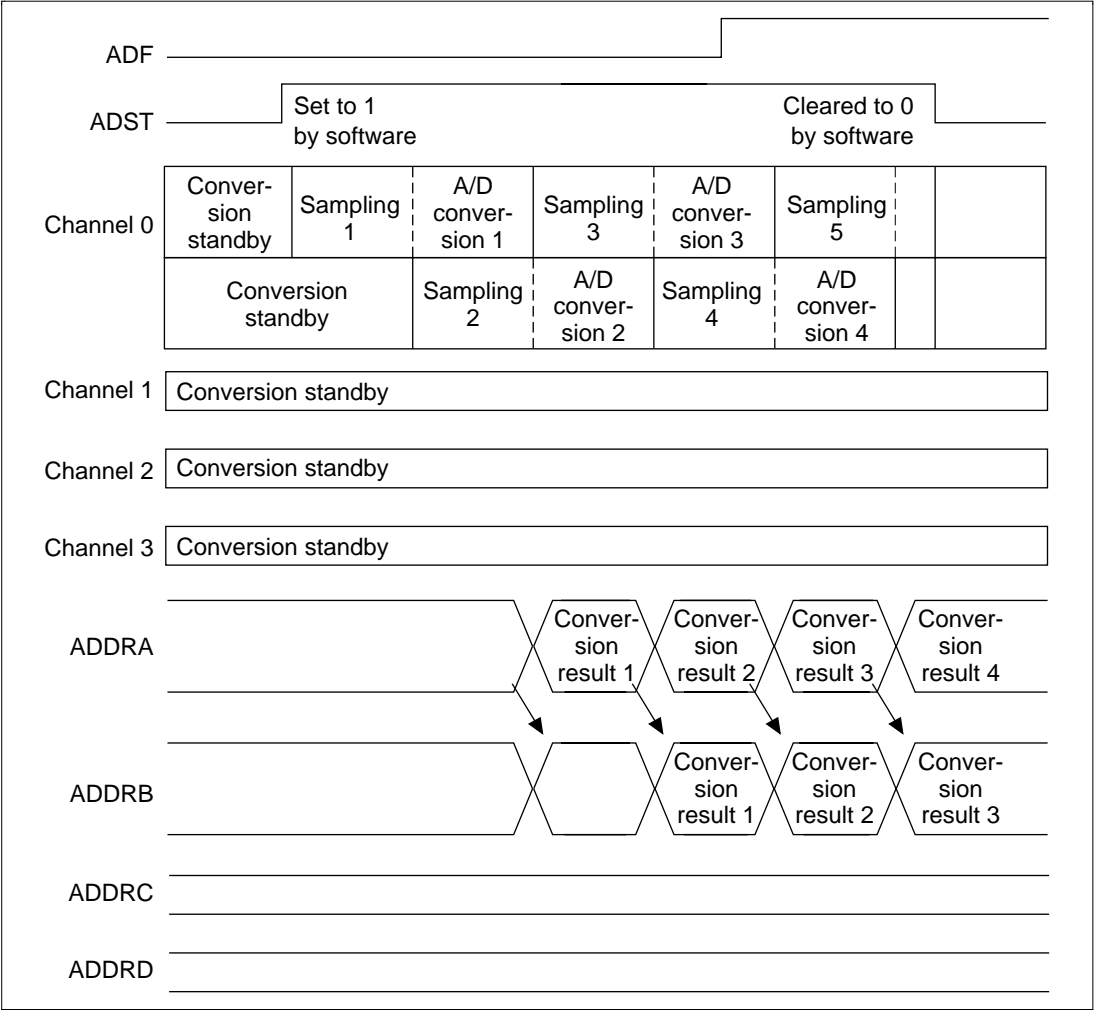 ADF
ADST
Set to 1
by software
Cleared to 0
by software
Channel 0
Conver-
sion
standby
Sampling
1
A/D
conver-
sion 1
Sampling
3
A/D
conver-
sion 3
Sampling
5
Conversion
standby
Sampling
2
A/D
conver-
sion 2
Sampling
4
A/D
conver-
sion 4
Channel 1
Conversion standby
Channel 2
Conversion standby
Channel 3
Conversion standby
ADDRA
Conver-
sion
result 1
Conver-
sion
result 2
Conver-
sion
result 3
Conver-
sion
result 4
ADDRB
Conver-
sion
result 1
Conver-
sion
result 2
Conver-
sion
result 3
ADDRC
ADDRD